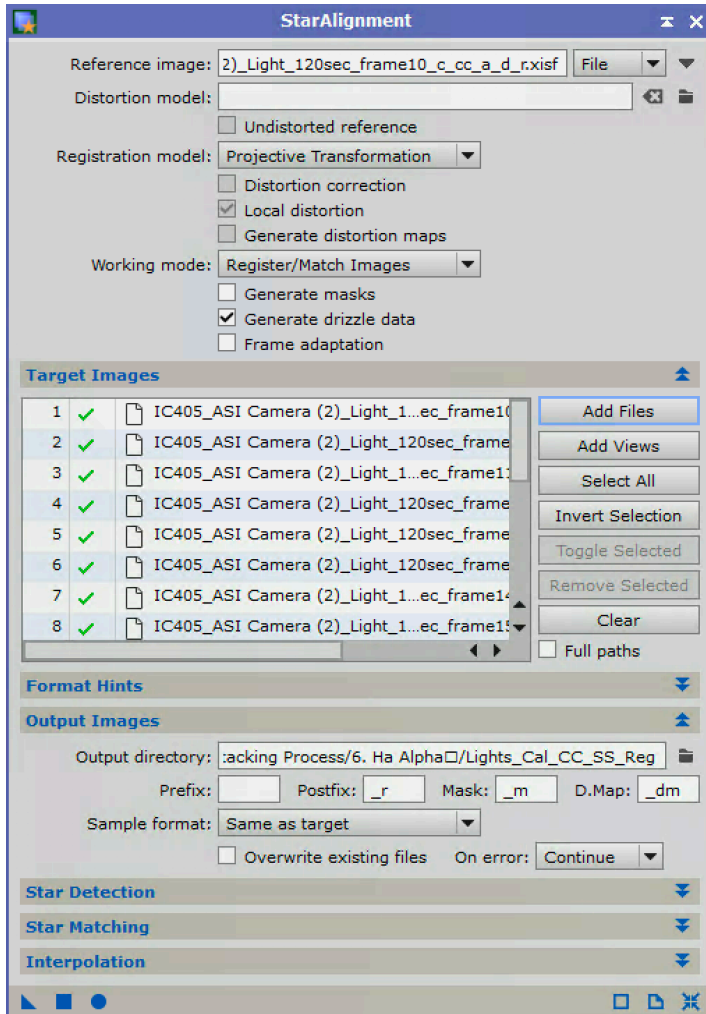 StarAlignment
Reference image: 2)_Light_120sec_frame10_c_cc_a_d_r.xisf File
Distortion model:
Undistorted reference
Registration model: Projective Transformation
Distortion correction
Local distortion
Generate distortion maps
Working mode: Register/Match Images
Generate masks
Generate drizzle data
Frame adaptation
Target Images
1 IC405_ASI Camera (2)_Light_1...ec_frame10 Add Files
2 IC405_ASI Camera (2)_Light_120sec_frame Add Views
3 IC405_ASI Camera (2)_Light_1...ec_frame11 Select All
4 IC405_ASI Camera (2)_Light_120sec_frame Invert Selection
5 IC405_ASI Camera (2)_Light_120sec_frame Toggle Selected
6 IC405_ASI Camera (2)_Light_120sec_frame Remove Selected
7 IC405_ASI Camera (2)_Light_1...ec_frame14 Clear
8 IC405_ASI Camera (2)_Light_1...ec_frame15 Full paths
Format Hints
Output Images
Output directory: :acking Process/6. Ha Alpha□/Lights_Cal_CC_SS_Reg
Prefix: Postfix: _r Mask: _m D.Map: _dm
Sample format: Same as target
Overwrite existing files On error: Continue
Star Detection
Star Matching
Interpolation